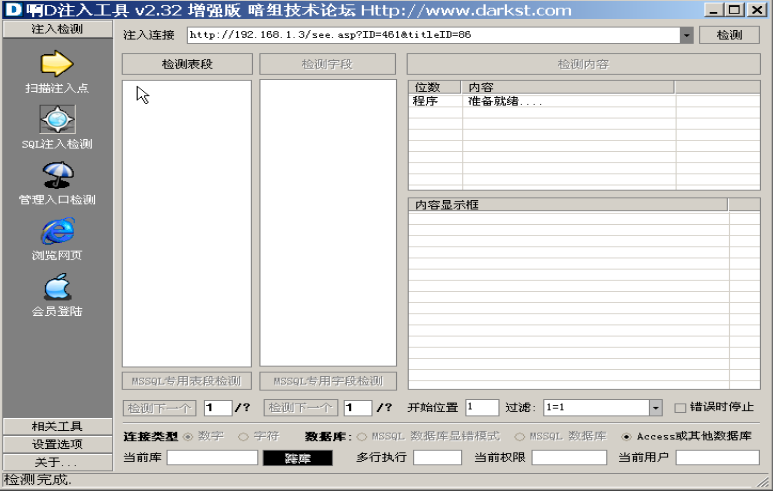 啊D注入工具 v2.32 增强版 暗组技术论坛 Http://www.darkst.com
注入检测
注入连接 http://192.168.1.3/see.asp?ID=461&titleID=86 检测
检测表段 检测字段 检测内容
扫描注入点
SQL注入检测
管理入口检测
浏览网页
会员登陆
位数 内容
程序 准备就绪....
内容显示框
MSSQL专用表段检测 MSSQL专用字段检测
检测下一个 1 /? 检测下一个 1 /? 开始位置 1 过滤: 1=1 错误时停止
相关工具
设置选项
关于...
连接类型 数字 字符 数据库: MSSQL 数据库显错模式 MSSQL 数据库 Access或其他数据库
当前库 多行执行 当前权限 当前用户
检测完成.